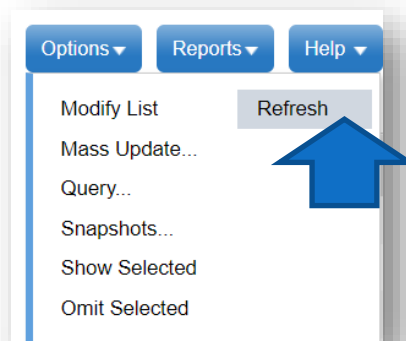 Options Reports Help
Modify List Refresh
Mass Update...
Query...
Snapshots...
Show Selected
Omit Selected